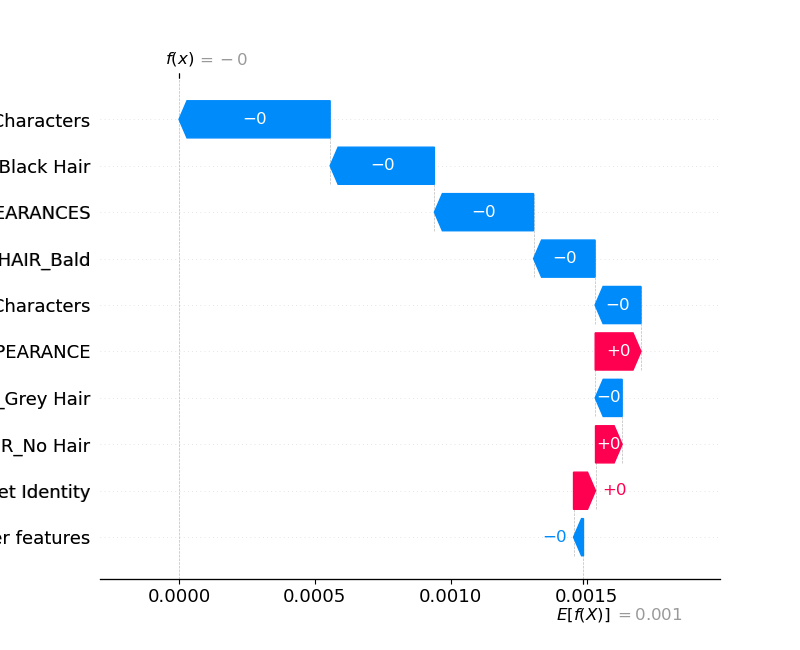 f(x) = −0
Characters −0
Black Hair −0
EARANCES −0
HAIR_Bald −0
Characters −0
PEARANCE +0
_Grey Hair −0
R_No Hair +0
et Identity +0
er features −0
0.0000 0.0005 0.0010 0.0015
E[f(X)] = 0.001